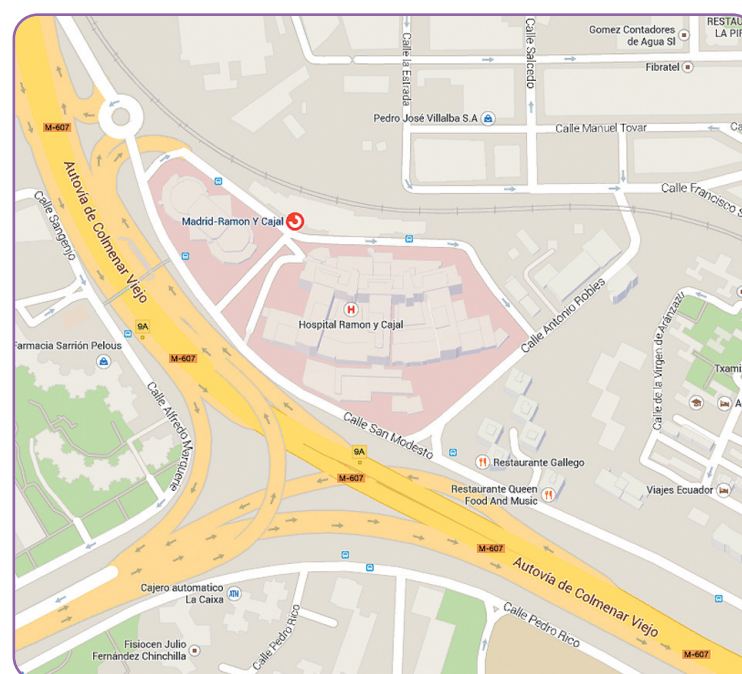 RESTAU
LA PIF
Gomez Contadores
de Agua Sl
Fibratel
Calle la Estrada
Calle Salcedo
Pedro José Villalba S.A
Calle Manuel Tovar
Ca
M-607
Autovía de Colmenar Viejo
Calle Sangenjo
Calle Francisco S
Madrid-Ramon Y Cajal
H
Hospital Ramon y Cajal
Calle Antonio Robles
Calle de la Virgen de Aránzazu
9A
Farmacia Sarrión Pelous
M-607
Txami
A
Calle Alfredo Marquerie
Calle San Modesto
9A
M-607
Restaurante Gallego
Restaurante Queen
Food And Music
Viajes Ecuador
M-607
Autovía de Colmenar Viejo
Cajero automatico
La Caixa
ATM
Calle Pedro Rico
Calle Pedro Rico
Fisiocen Julio
Fernández Chinchilla
M-607